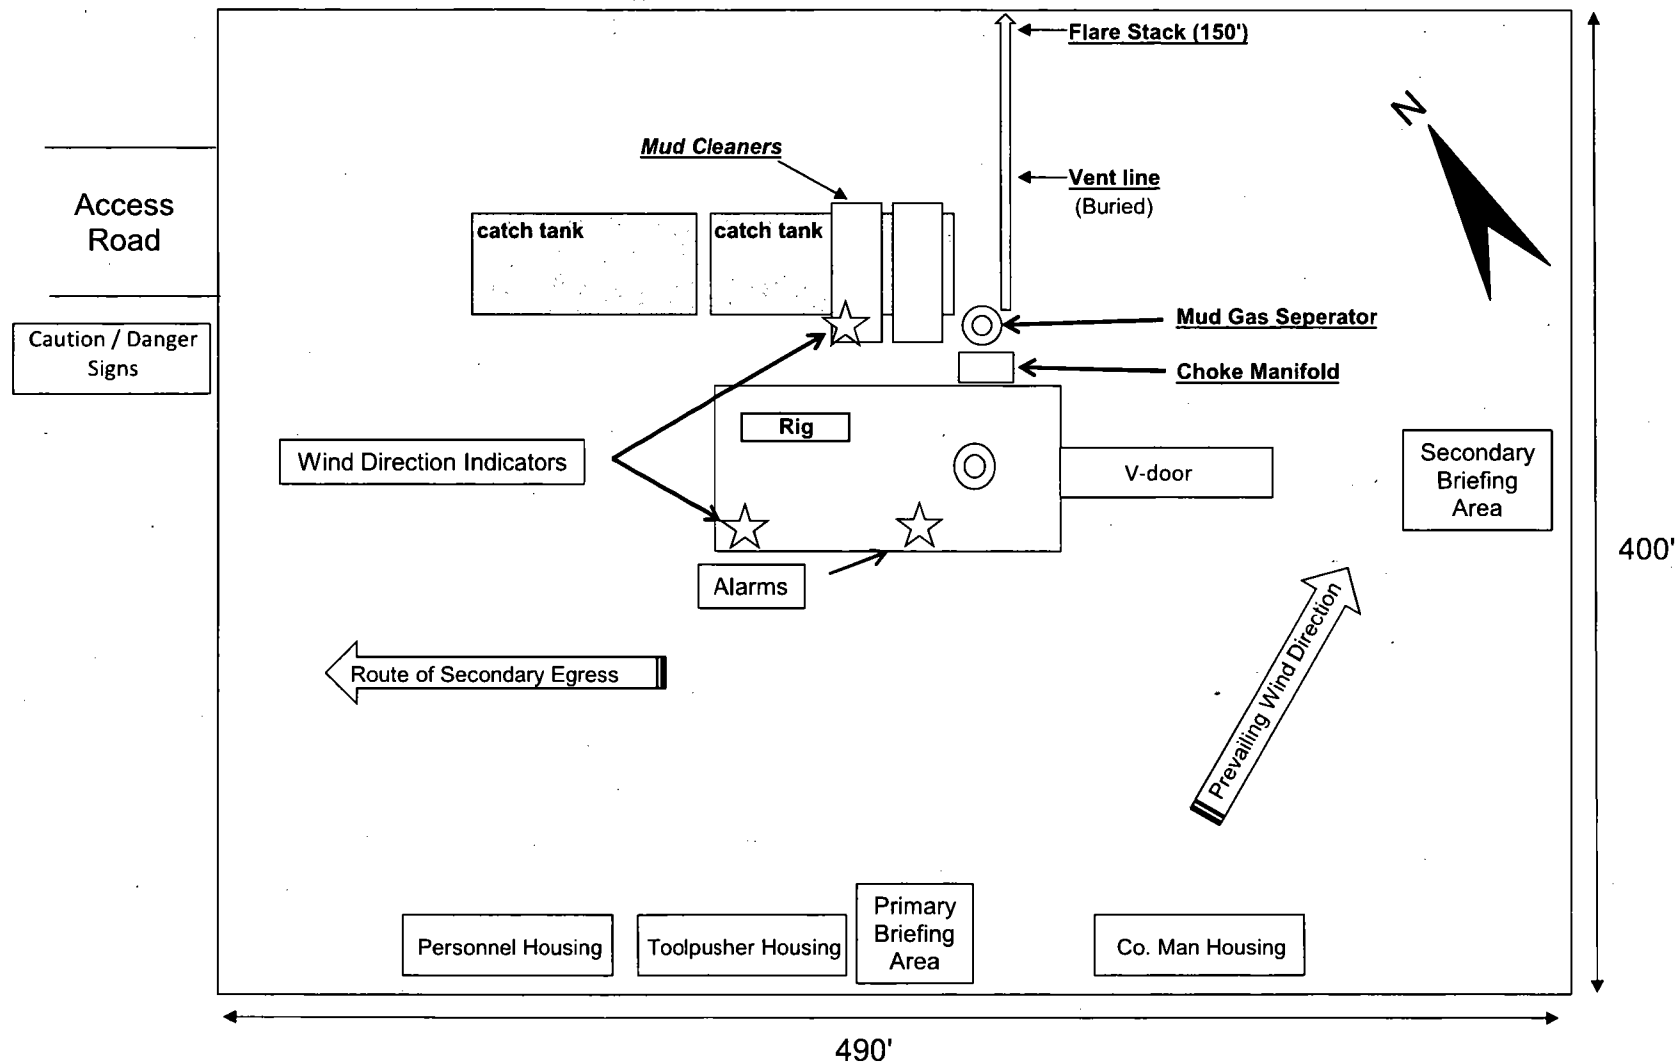 Flare Stack (150')
N
Mud Cleaners
Vent line
(Buried)
Access
Road
catch tank
catch tank
Mud Gas Seperator
Caution / Danger
Signs
Choke Manifold
Rig
Wind Direction Indicators
V-door
Secondary
Briefing
Area
400'
Alarms
Prevailing Wind Direction
Route of Secondary Egress
Primary
Briefing
Area
Personnel Housing
Toolpusher Housing
Co. Man Housing
490'